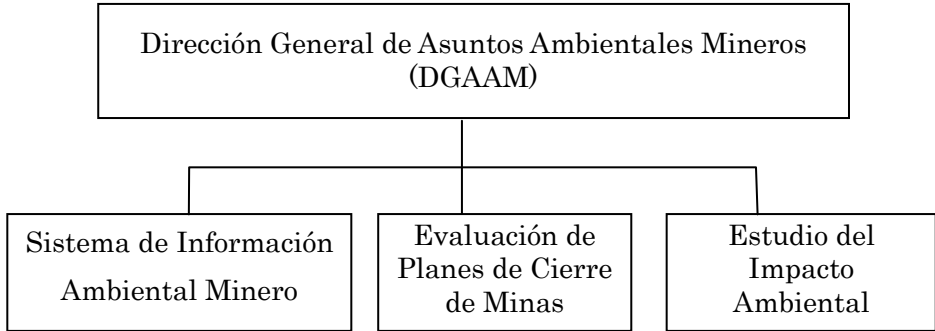 Dirección General de Asuntos Ambientales Mineros
(DGAAM)
Sistema de Información
Ambiental Minero
Evaluación de
Planes de Cierre
de Minas
Estudio del
Impacto
Ambiental